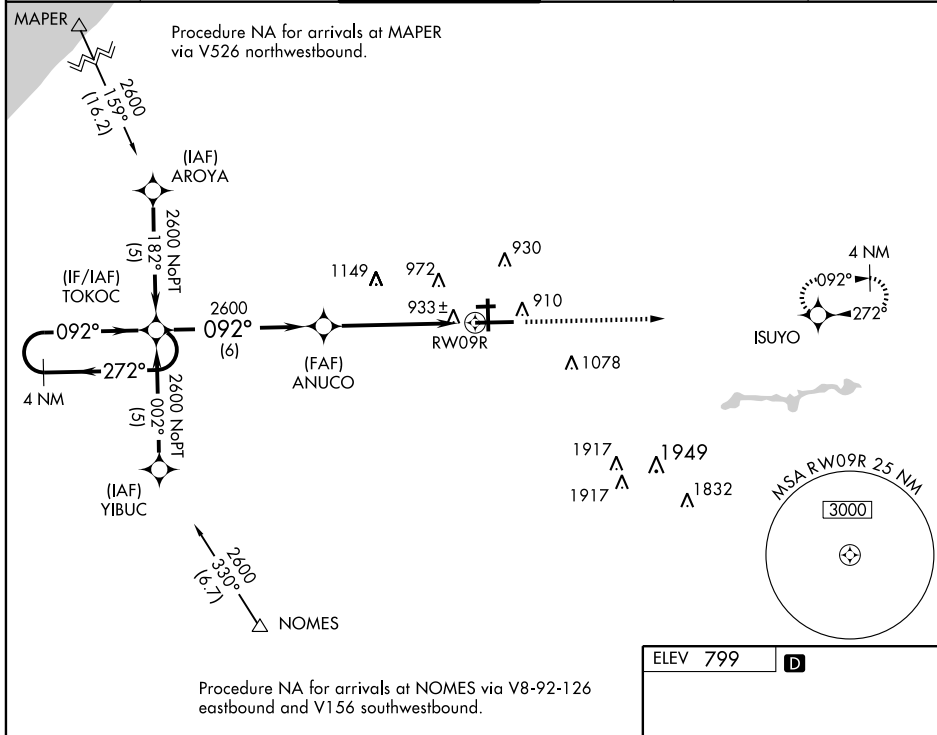 MAPER
Procedure NA for arrivals at MAPER
via V526 northwestbound.
2600
159°
(16.2)
(IAF)
AROYA
2600 NoPT
182°
(5)
(IF/IAF)
TOKOC
092°
272°
4 NM
2600
092°
(6)
(FAF)
ANUCO
1149
972
930
933±
910
RW09R
1078
4 NM
092°
272°
ISUYO
2600 NoPT
002°
(5)
(IAF)
YIBUC
1917
1949
1917
1832
2600
330°
(6.7)
NOMES
MSA RW09R 25 NM
3000
Procedure NA for arrivals at NOMES via V8-92-126
eastbound and V156 southwestbound.
ELEV 799
D